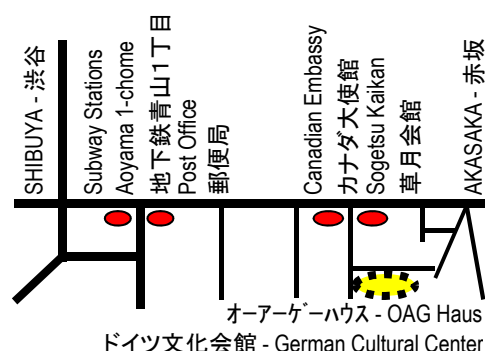 SHIBUYA - 渋谷
Subway Stations
Aoyama 1-chome
地下鉄青山1丁目
Post Office
郵便局
Canadian Embassy
カナダ大使館
Sogetsu Kaikan
草月会館
AKASAKA - 赤坂
オーアーゲーハウス - OAG Haus
ドイツ文化会館 - German Cultural Center